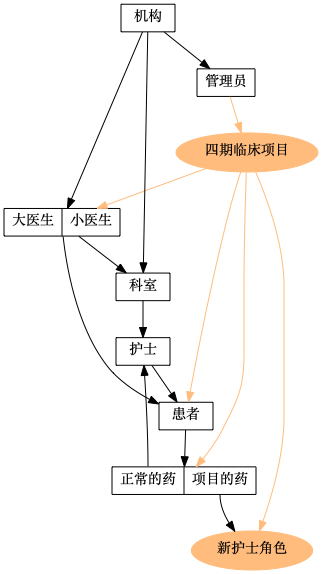 机构
管理员
四期临床项目
大医生 小医生
科室
护士
患者
正常的药 项目的药
新护士角色